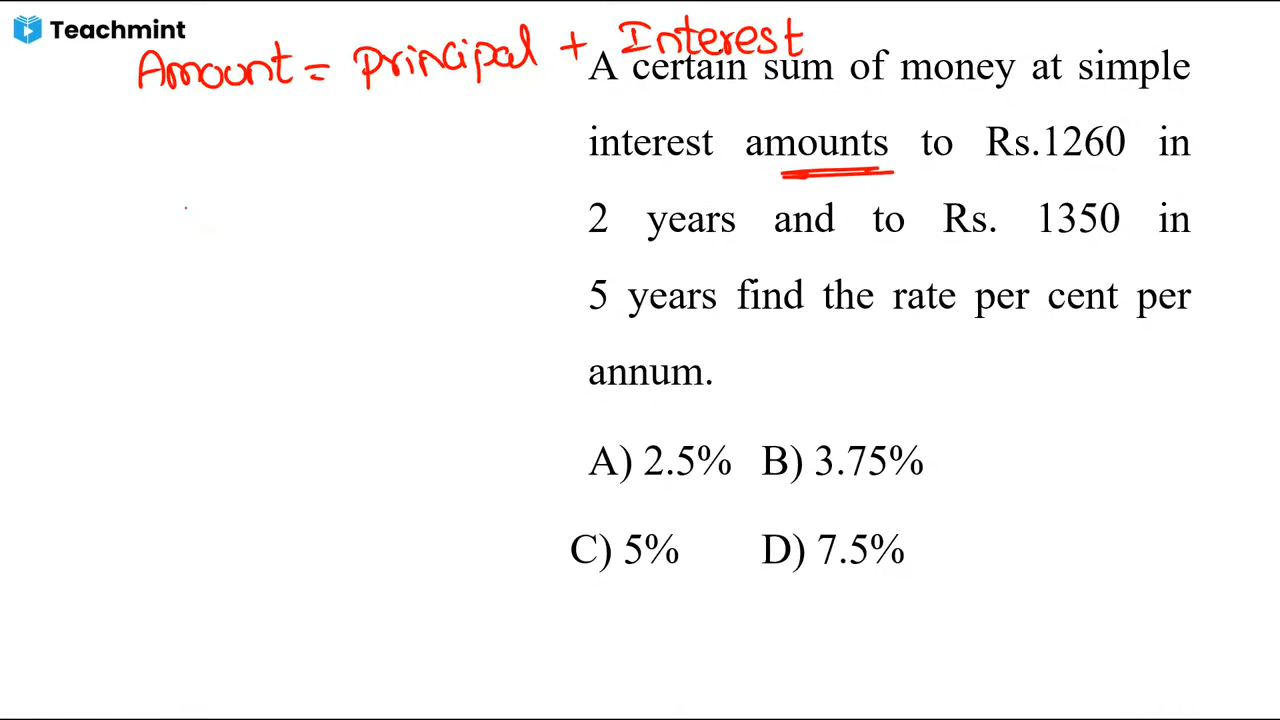 Teachmint
Amount = Principal + Interest
A certain sum of money at simple
interest amounts to Rs.1260 in
2 years and to Rs. 1350 in
5 years find the rate per cent per
annum.
A) 2.5% B) 3.75%
C) 5% D) 7.5%